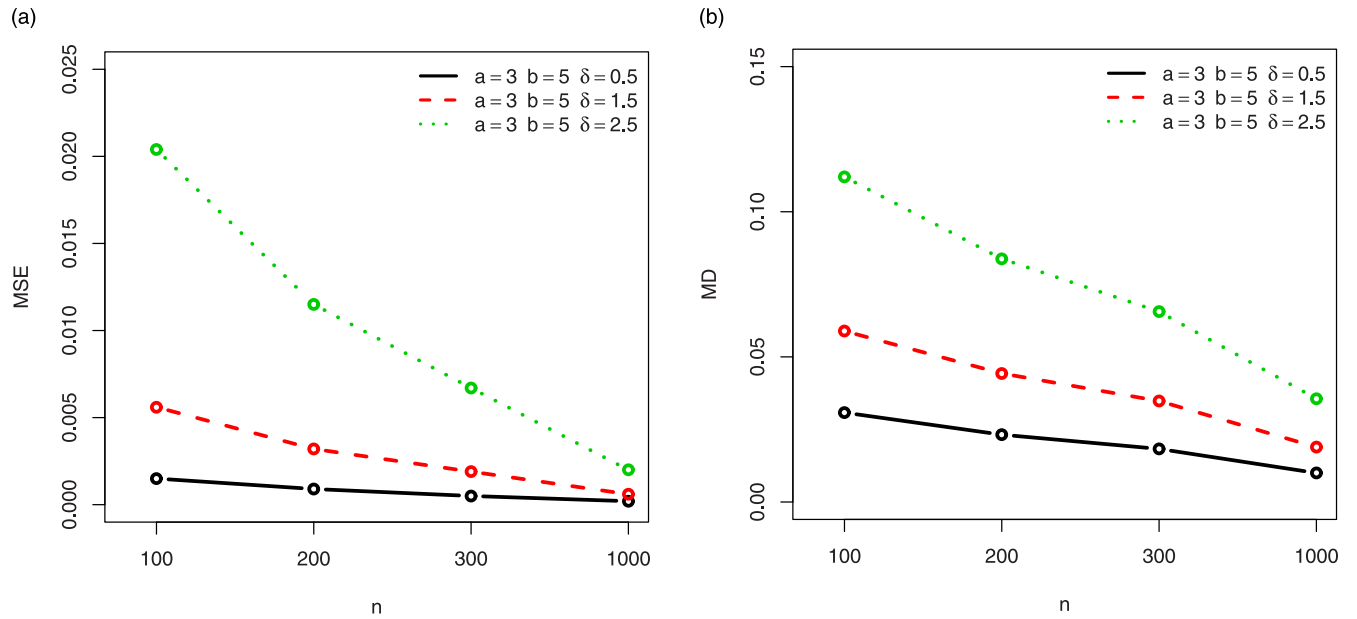 (a)
MSE
0.025
0.020
0.015
0.010
0.005
0.000
a = 3 b = 5 δ = 0.5
a = 3 b = 5 δ = 1.5
a = 3 b = 5 δ = 2.5
100 200 300 1000
n
(b)
MD
0.15
0.10
0.05
0.00
a = 3 b = 5 δ = 0.5
a = 3 b = 5 δ = 1.5
a = 3 b = 5 δ = 2.5
100 200 300 1000
n